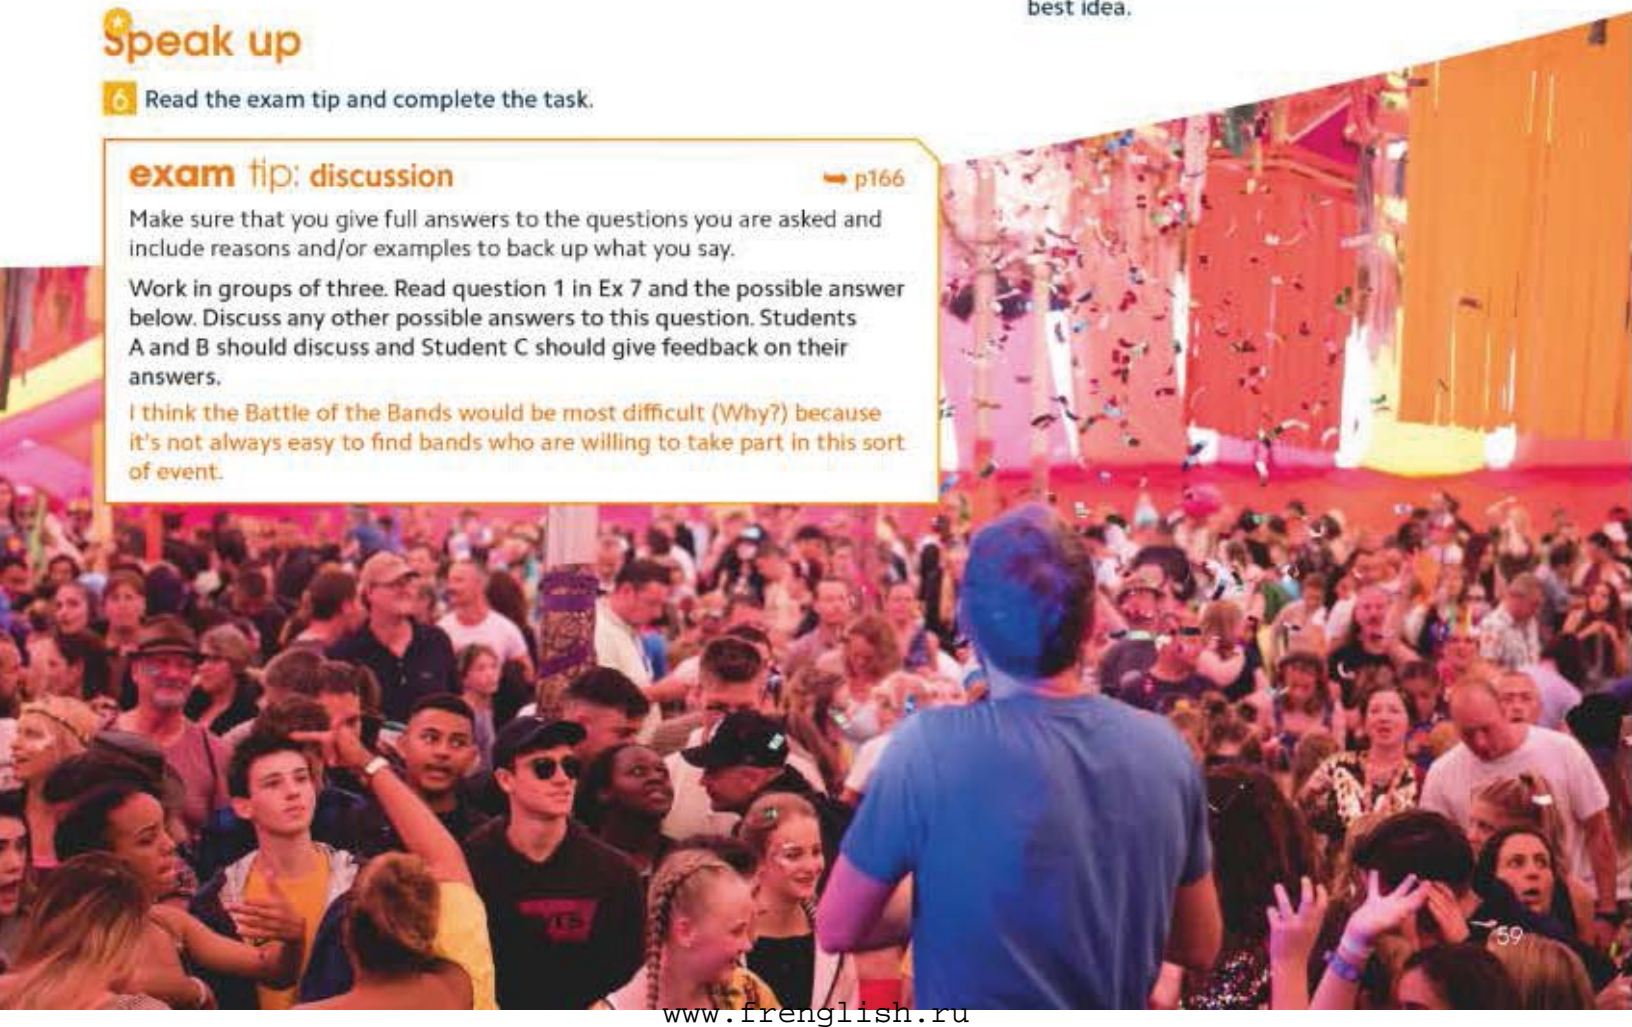 best idea.
Speak up
6 Read the exam tip and complete the task.
exam tip: discussion
➥ p166
Make sure that you give full answers to the questions you are asked and
include reasons and/or examples to back up what you say.
Work in groups of three. Read question 1 in Ex 7 and the possible answer
below. Discuss any other possible answers to this question. Students
A and B should discuss and Student C should give feedback on their
answers.
I think the Battle of the Bands would be most difficult (Why?) because
it's not always easy to find bands who are willing to take part in this sort
of event.
59
www.frenglish.ru